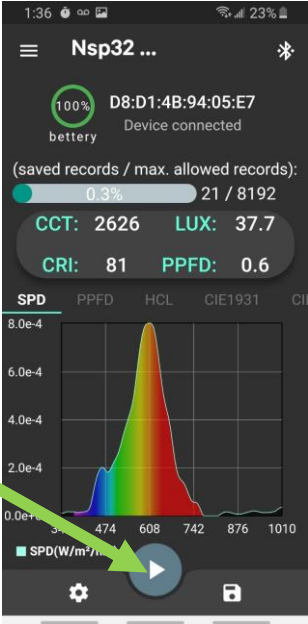 1:36 23%
Nsp32 ...
100%
bettery
D8:D1:4B:94:05:E7
Device connected
(saved records / max. allowed records):
0.3% 21 / 8192
CCT: 2626 LUX: 37.7
CRI: 81 PPFD: 0.6
SPD PPFD HCL CIE1931 CI
8.0e-4
6.0e-4
4.0e-4
2.0e-4
474 608 742 876 1010